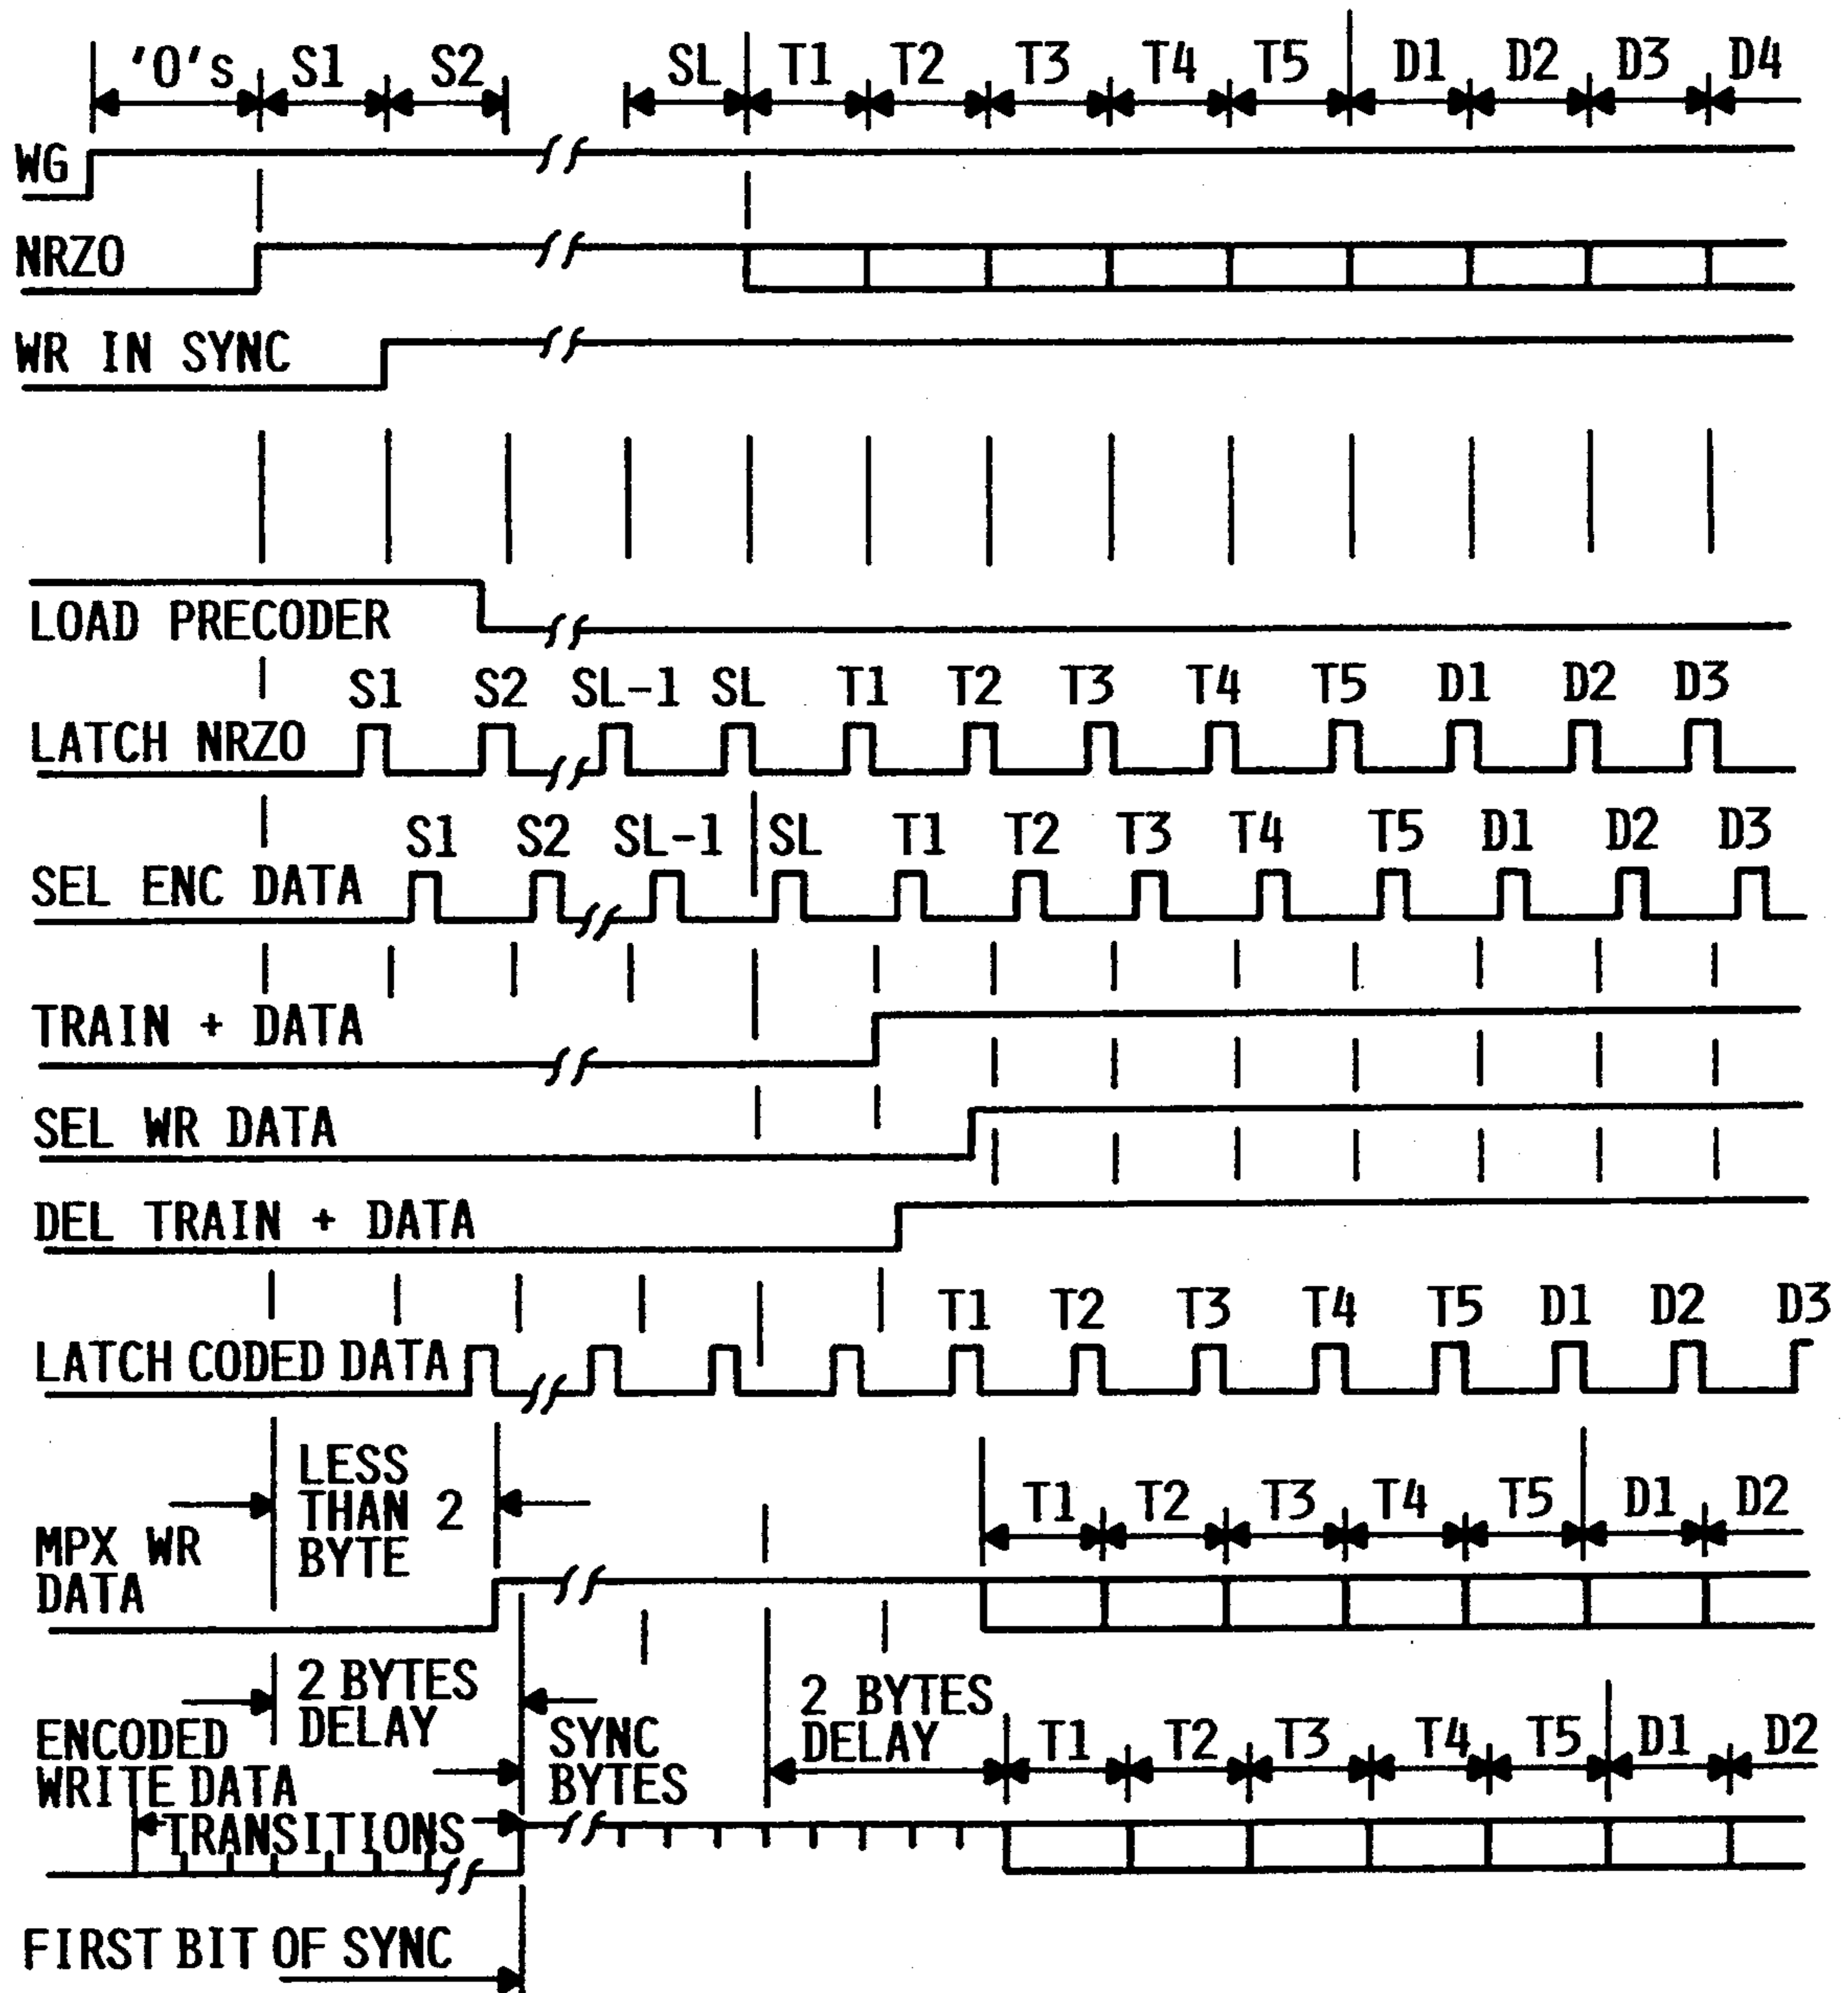 'O's S1 S2 SL T1 T2 T3 T4 T5 D1 D2 D3 D4
WG
NRZO
WR IN SYNC
LOAD PRECODER
S1 S2 SL-1 SL T1 T2 T3 T4 T5 D1 D2 D3
LATCH NRZO
S1 S2 SL-1 SL T1 T2 T3 T4 T5 D1 D2 D3
SEL ENC DATA
TRAIN + DATA
SEL WR DATA
DEL TRAIN + DATA
T1 T2 T3 T4 T5 D1 D2 D3
LATCH CODED DATA
LESS
THAN 2
BYTE
T1 T2 T3 T4 T5 D1 D2
MPX WR
DATA
2 BYTES
DELAY
2 BYTES
DELAY
T1 T2 T3 T4 T5 D1 D2
ENCODED
WRITE DATA
SYNC
BYTES
TRANSITIONS
FIRST BIT OF SYNC